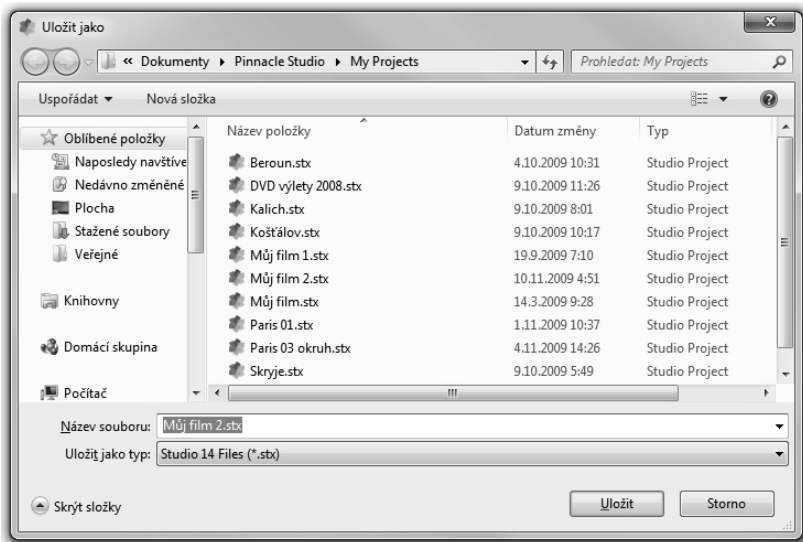 Uložit jako
« Dokumenty Pinnacle Studio My Projects Prohledat: My Projects
Uspořádat Nová složka
Oblíbené položky
Naposledy navštíve
Nedávno změněné
Plocha
Stažené soubory
Veřejné
Knihovny
Domácí skupina
Počítač
Název položky Datum změny Typ
Beroun.stx 4.10.2009 10:31 Studio Project
DVD výlety 2008.stx 9.10.2009 11:26 Studio Project
Kalich.stx 9.10.2009 8:01 Studio Project
Košťálov.stx 9.10.2009 10:17 Studio Project
Můj film 1.stx 19.9.2009 7:10 Studio Project
Můj film 2.stx 10.11.2009 4:51 Studio Project
Můj film.stx 14.3.2009 9:28 Studio Project
Paris 01.stx 1.11.2009 10:37 Studio Project
Paris 03 okruh.stx 4.11.2009 14:26 Studio Project
Skryje.stx 9.10.2009 5:49 Studio Project
Název souboru: Můj film 2.stx
Uložit jako typ: Studio 14 Files (*.stx)
Skrýt složky Uložit Storno